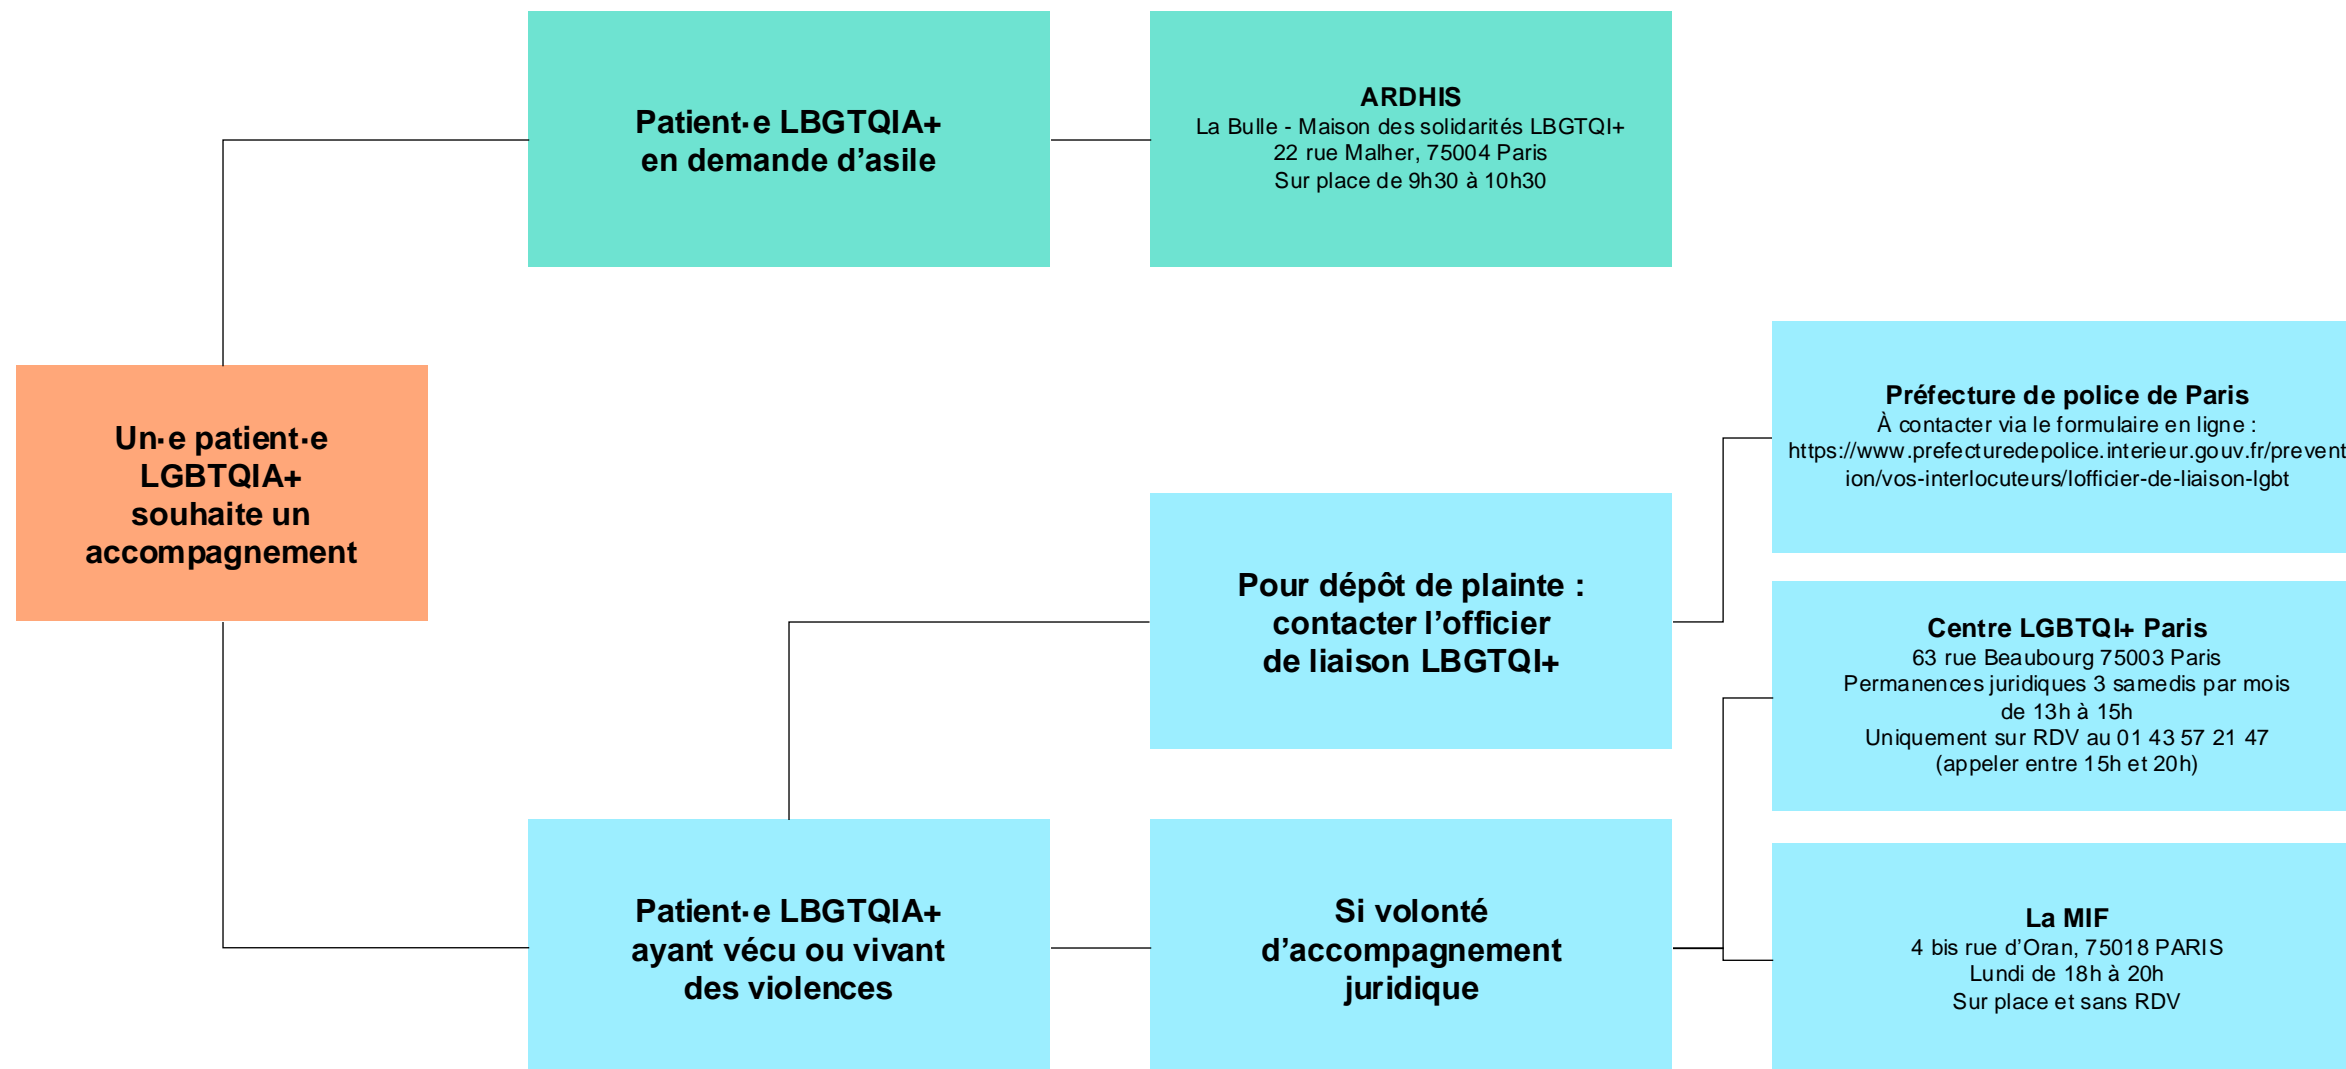 Patient·e LBGTQIA+
en demande d’asile
ARDHIS
La Bulle - Maison des solidarités LBGTQI+
22 rue Malher, 75004 Paris
Sur place de 9h30 à 10h30
Un·e patient·e
LGBTQIA+
souhaite un
accompagnement
Préfecture de police de Paris
À contacter via le formulaire en ligne :
https://www.prefecturedepolice.interieur.gouv.fr/prevent
ion/vos-interlocuteurs/lofficier-de-liaison-lgbt
Pour dépôt de plainte :
contacter l’officier
de liaison LBGTQI+
Centre LGBTQI+ Paris
63 rue Beaubourg 75003 Paris
Permanences juridiques 3 samedis par mois
de 13h à 15h
Uniquement sur RDV au 01 43 57 21 47
(appeler entre 15h et 20h)
Patient·e LBGTQIA+
ayant vécu ou vivant
des violences
Si volonté
d’accompagnement
juridique
La MIF
4 bis rue d’Oran, 75018 PARIS
Lundi de 18h à 20h
Sur place et sans RDV